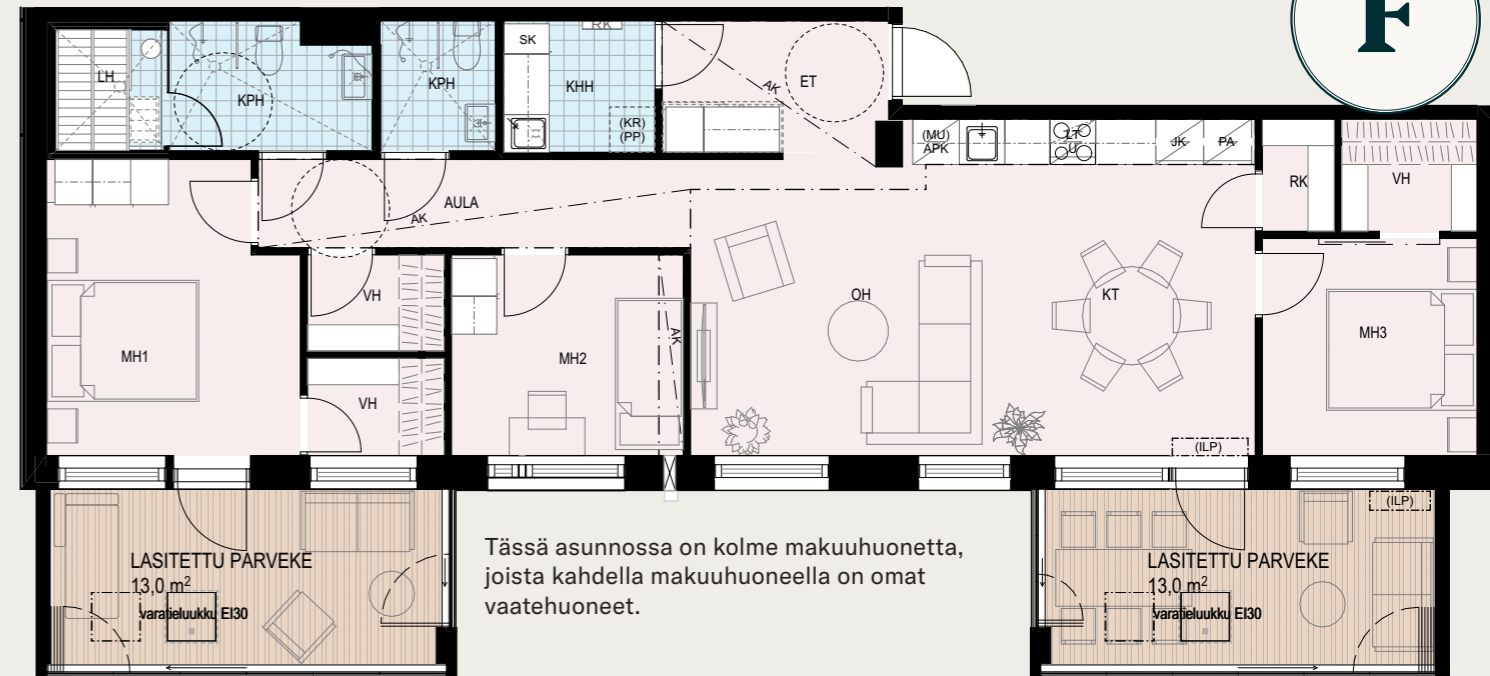 F
SK
RK
LH
KPH
KPH
KHH
ET
AK
(KR)
(PP)
(MU)
APK
LT
U
JK
PA
RK
VH
AULA
AK
VH
OH
KT
AK
MH1
MH2
MH3
VH
(ILP)
(ILP)
LASITETTU PARVEKE
13,0 m²
varatieluukku EI30
Tässä asunnossa on kolme makuuhuonetta,
joista kahdella makuuhuoneella on omat
vaatehuoneet.
LASITETTU PARVEKE
13,0 m²
varatieluukku EI30